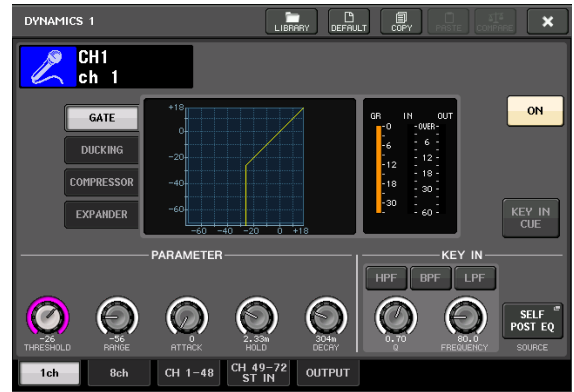 DYNAMICS 1
LIBRARY
DEFAULT
COPY
PASTE
COMPARE
CH1
ch 1
GATE
DUCKING
COMPRESSOR
EXPANDER
+18
0
-20
-40
-60
-60 -40 -20 0 +18
GR IN OUT
-0 -OVER-
-6 - 6 -
-12 - 12 -
-18 - 18 -
-30 - 30 -
- 60 -
ON
KEY IN
CUE
PARAMETER
-26
THRESHOLD
-56
RANGE
0
ATTACK
2.33m
HOLD
304m
DECAY
KEY IN
HPF
BPF
LPF
0.70
Q
80.0
FREQUENCY
SELF
POST EQ
SOURCE
1ch
8ch
CH 1-48
CH 49-72
ST IN
OUTPUT